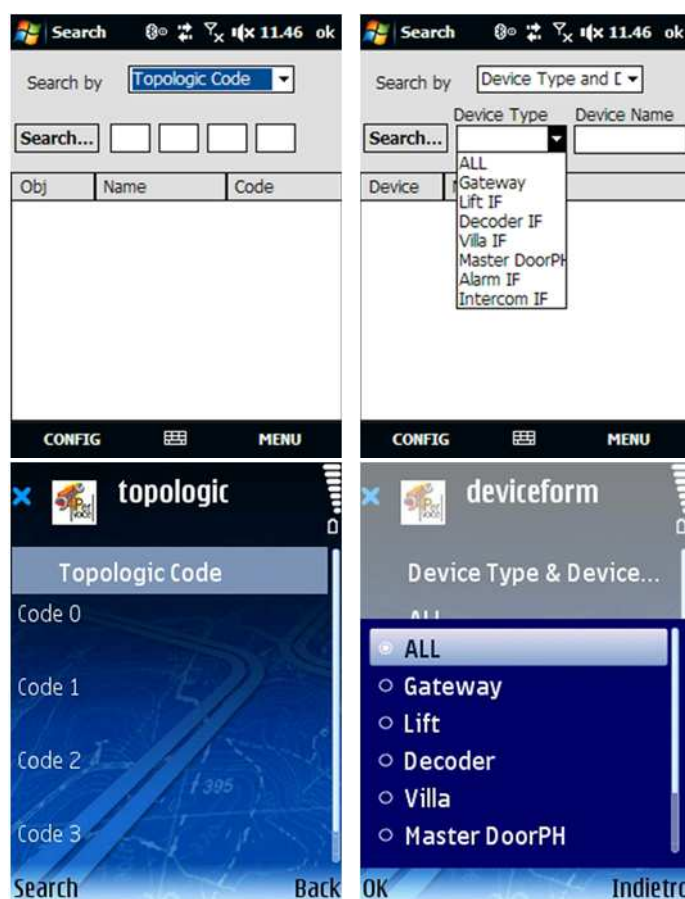 Search 11.46 ok
Search by Topologic Code
Search...
Obj Name Code
CONFIG MENU
Search 11.46 ok
Search by Device Type and D
Device Type Device Name
Search...
Device
ALL
Gateway
Lift IF
Decoder IF
Villa IF
Master DoorPH
Alarm IF
Intercom IF
CONFIG MENU
topologic
Topologic Code
Code 0
Code 1
Code 2
395
Code 3
Search Back
deviceform
Device Type & Device...
ALL
ALL
Gateway
Lift
Decoder
Villa
Master DoorPH
OK Indietro